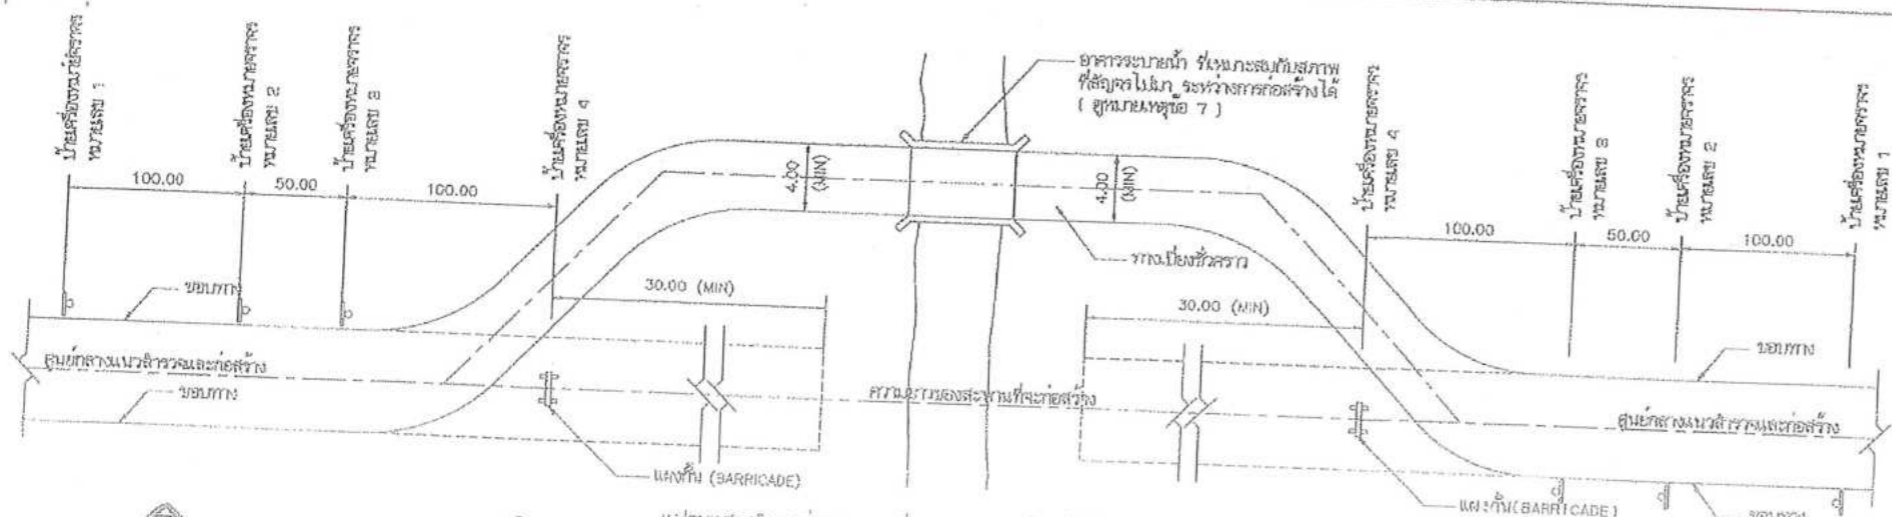 ป้ายเครื่องหมายจราจร
หมายเลข 1
ป้ายเครื่องหมายจราจร
หมายเลข 2
ป้ายเครื่องหมายจราจร
หมายเลข 3
ป้ายเครื่องหมายจราจร
หมายเลข 4
อาคารระบายน้ำ ที่เหมาะสมกับสภาพ
ที่สัญจรไปมา ระหว่างการก่อสร้างได้
( ดูหมายเหตุข้อ 7 )
ป้ายเครื่องหมายจราจร
หมายเลข 4
ป้ายเครื่องหมายจราจร
หมายเลข 3
ป้ายเครื่องหมายจราจร
หมายเลข 2
ป้ายเครื่องหมายจราจร
หมายเลข 1
100.00
50.00
100.00
4.00
(MIN)
4.00
(MIN)
100.00
50.00
100.00
ทางเบี่ยงชั่วคราว
ขอบทาง
30.00 (MIN)
30.00 (MIN)
ขอบทาง
ศูนย์กลางแนวสำรวจและก่อสร้าง
ขอบทาง
ความยาวของสะพานที่จะก่อสร้าง
ศูนย์กลางแนวสำรวจและก่อสร้าง
แผงกั้น (BARRICADE)
แผงกั้น(BARRICADE)
ขอบทาง